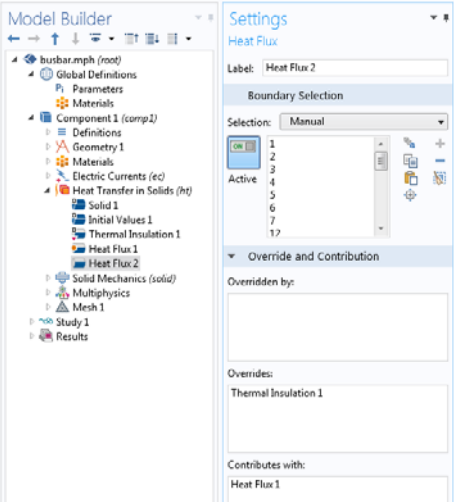 Model Builder
busbar.mph (root)
Global Definitions
Pi Parameters
Materials
Component 1 (comp1)
Definitions
Geometry 1
Materials
Electric Currents (ec)
Heat Transfer in Solids (ht)
Solid 1
Initial Values 1
Thermal Insulation 1
Heat Flux 1
Heat Flux 2
Solid Mechanics (solid)
Multiphysics
Mesh 1
Study 1
Results
Settings
Heat Flux
Label: Heat Flux 2
Boundary Selection
Selection: Manual
ON
Active
1
2
3
4
5
6
7
12
Override and Contribution
Overridden by:
Overrides:
Thermal Insulation 1
Contributes with:
Heat Flux 1